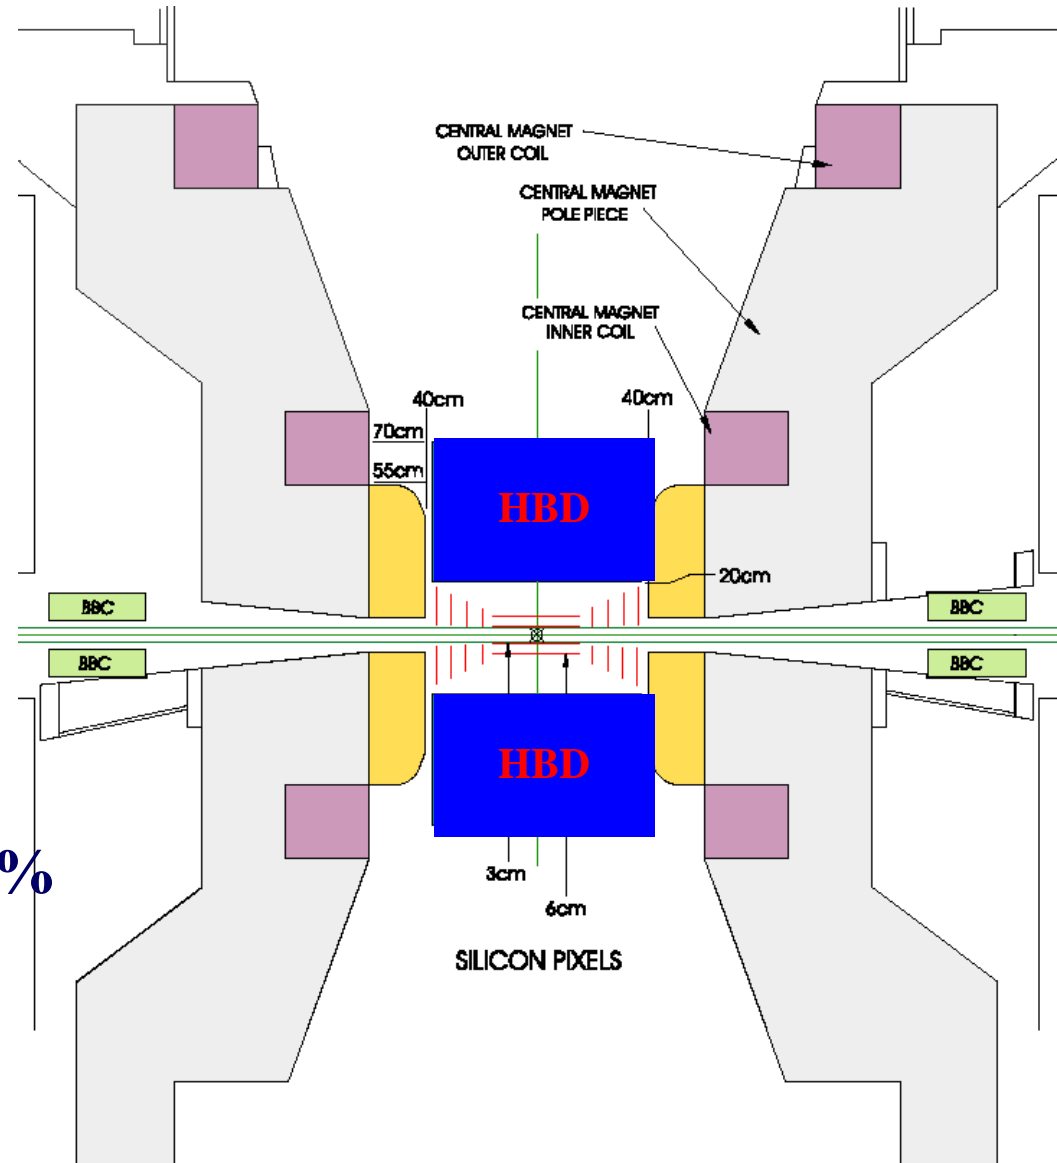 CENTRAL MAGNET
OUTER COIL
CENTRAL MAGNET
POLE PIECE
CENTRAL MAGNET
INNER COIL
40cm
40cm
70cm
55cm
HBD
20cm
BBC
BBC
BBC
BBC
HBD
%
3cm
6cm
SILICON PIXELS